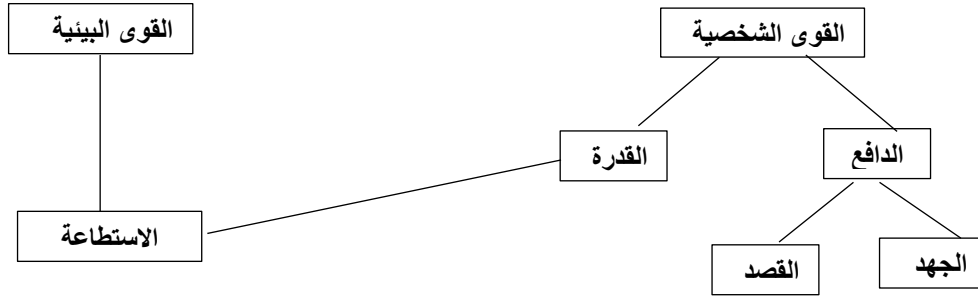 القوى الشخصية
القوى البيئية
الدافع
القدرة
الاستطاعة
الجهد
القصد